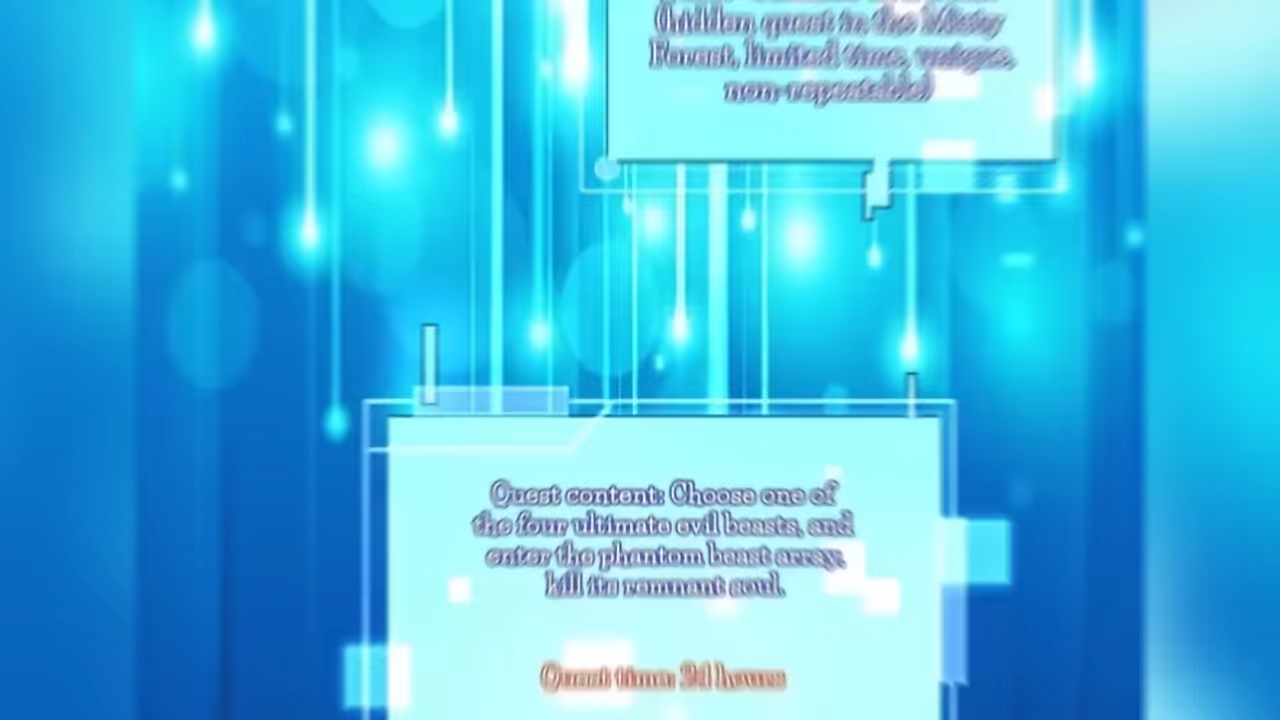 (hidden quest in the Misty
Forest, limited time, unique,
non-repeatable)
Quest content: Choose one of
the four ultimate evil beasts, and
enter the phantom beast array,
kill its remnant soul.
Quest time: 24 hours